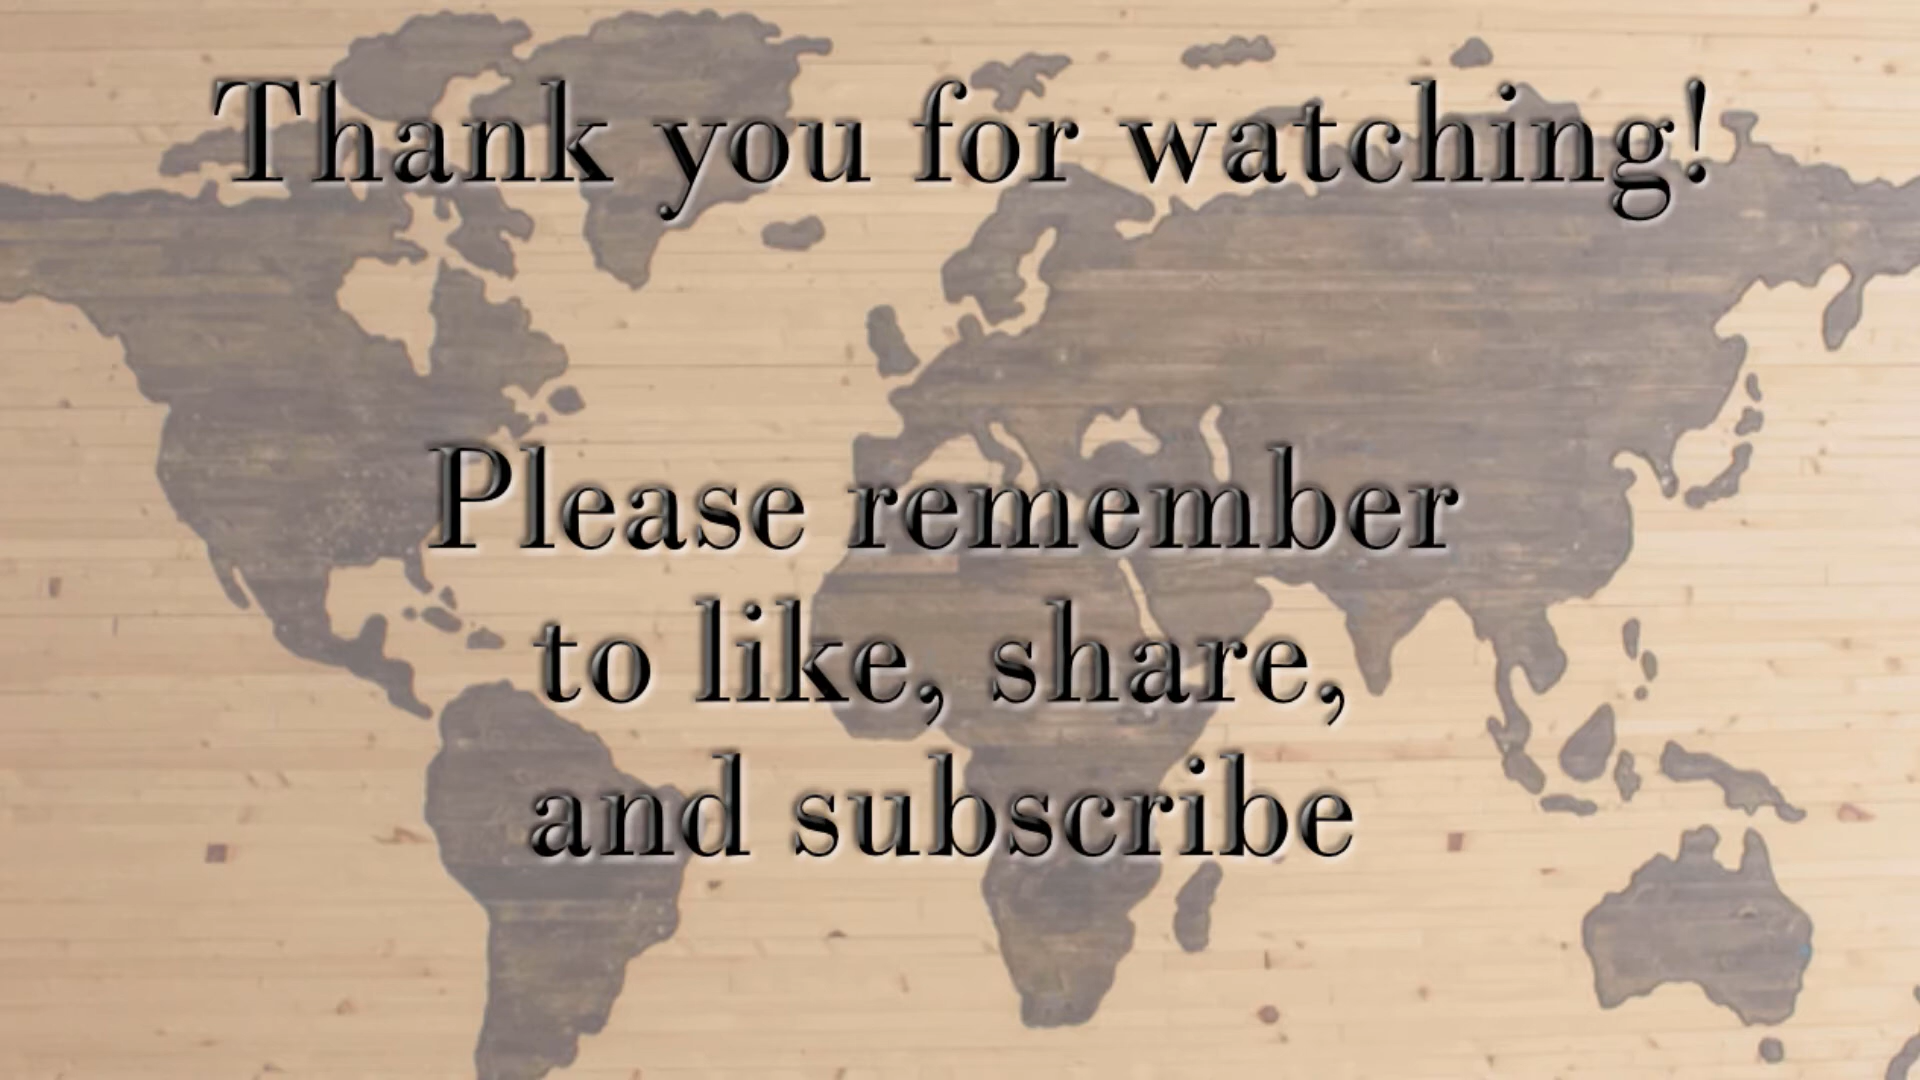 Thank you for watching!
Please remember
to like, share,
and subscribe